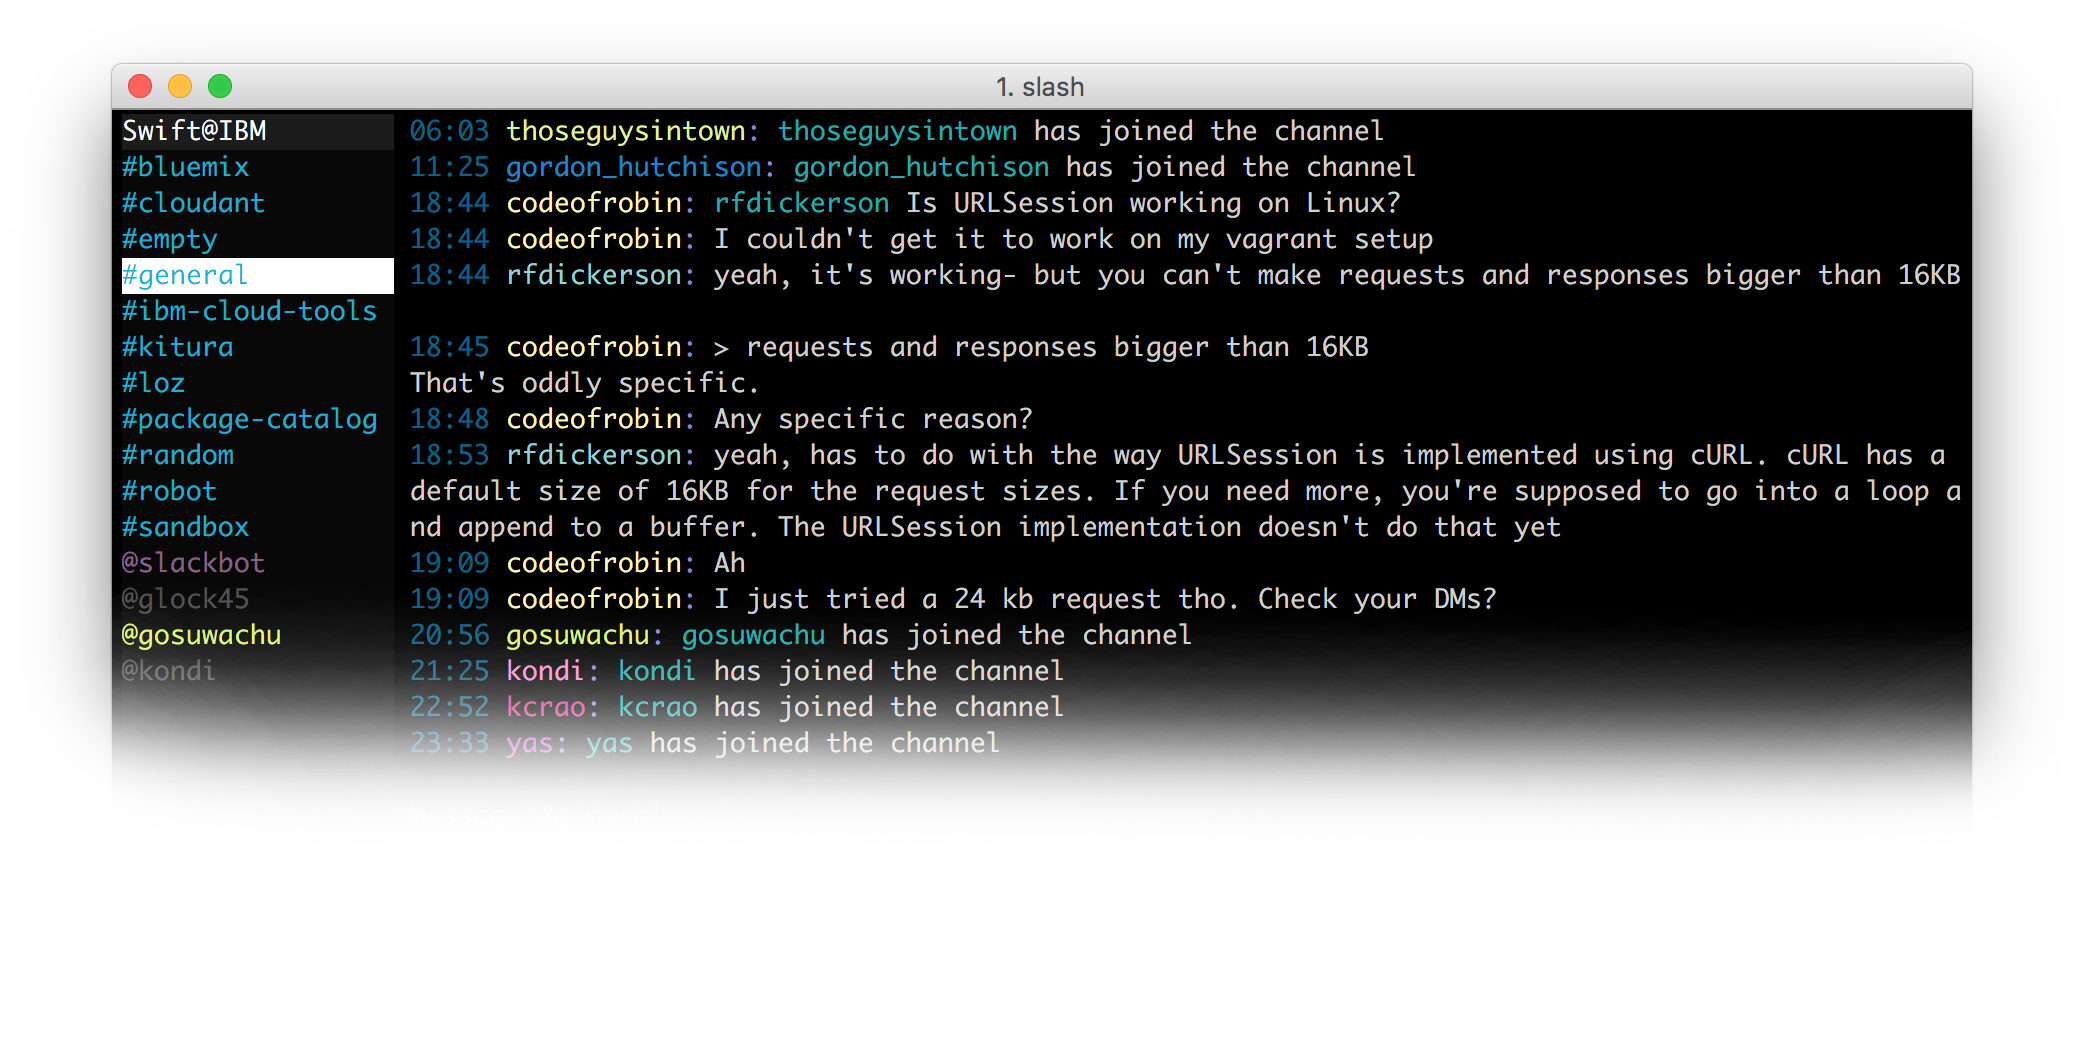 1. slash
Swift@IBM
#bluemix
#cloudant
#empty
#general
#ibm-cloud-tools
#kitura
#loz
#package-catalog
#random
#robot
#sandbox
@slackbot
@glock45
@gosuwachu
@kondi
06:03 thoseguysintown: thoseguysintown has joined the channel
11:25 gordon_hutchison: gordon_hutchison has joined the channel
18:44 codeofrobin: rfdickerson Is URLSession working on Linux?
18:44 codeofrobin: I couldn't get it to work on my vagrant setup
18:44 rfdickerson: yeah, it's working- but you can't make requests and responses bigger than 16KB
18:45 codeofrobin: > requests and responses bigger than 16KB
That's oddly specific.
18:48 codeofrobin: Any specific reason?
18:53 rfdickerson: yeah, has to do with the way URLSession is implemented using cURL. cURL has a
default size of 16KB for the request sizes. If you need more, you're supposed to go into a loop a
nd append to a buffer. The URLSession implementation doesn't do that yet
19:09 codeofrobin: Ah
19:09 codeofrobin: I just tried a 24 kb request tho. Check your DMs?
20:56 gosuwachu: gosuwachu has joined the channel
21:25 kondi: kondi has joined the channel
22:52 kcrao: kcrao has joined the channel
23:33 yas: yas has joined the channel
Message #general